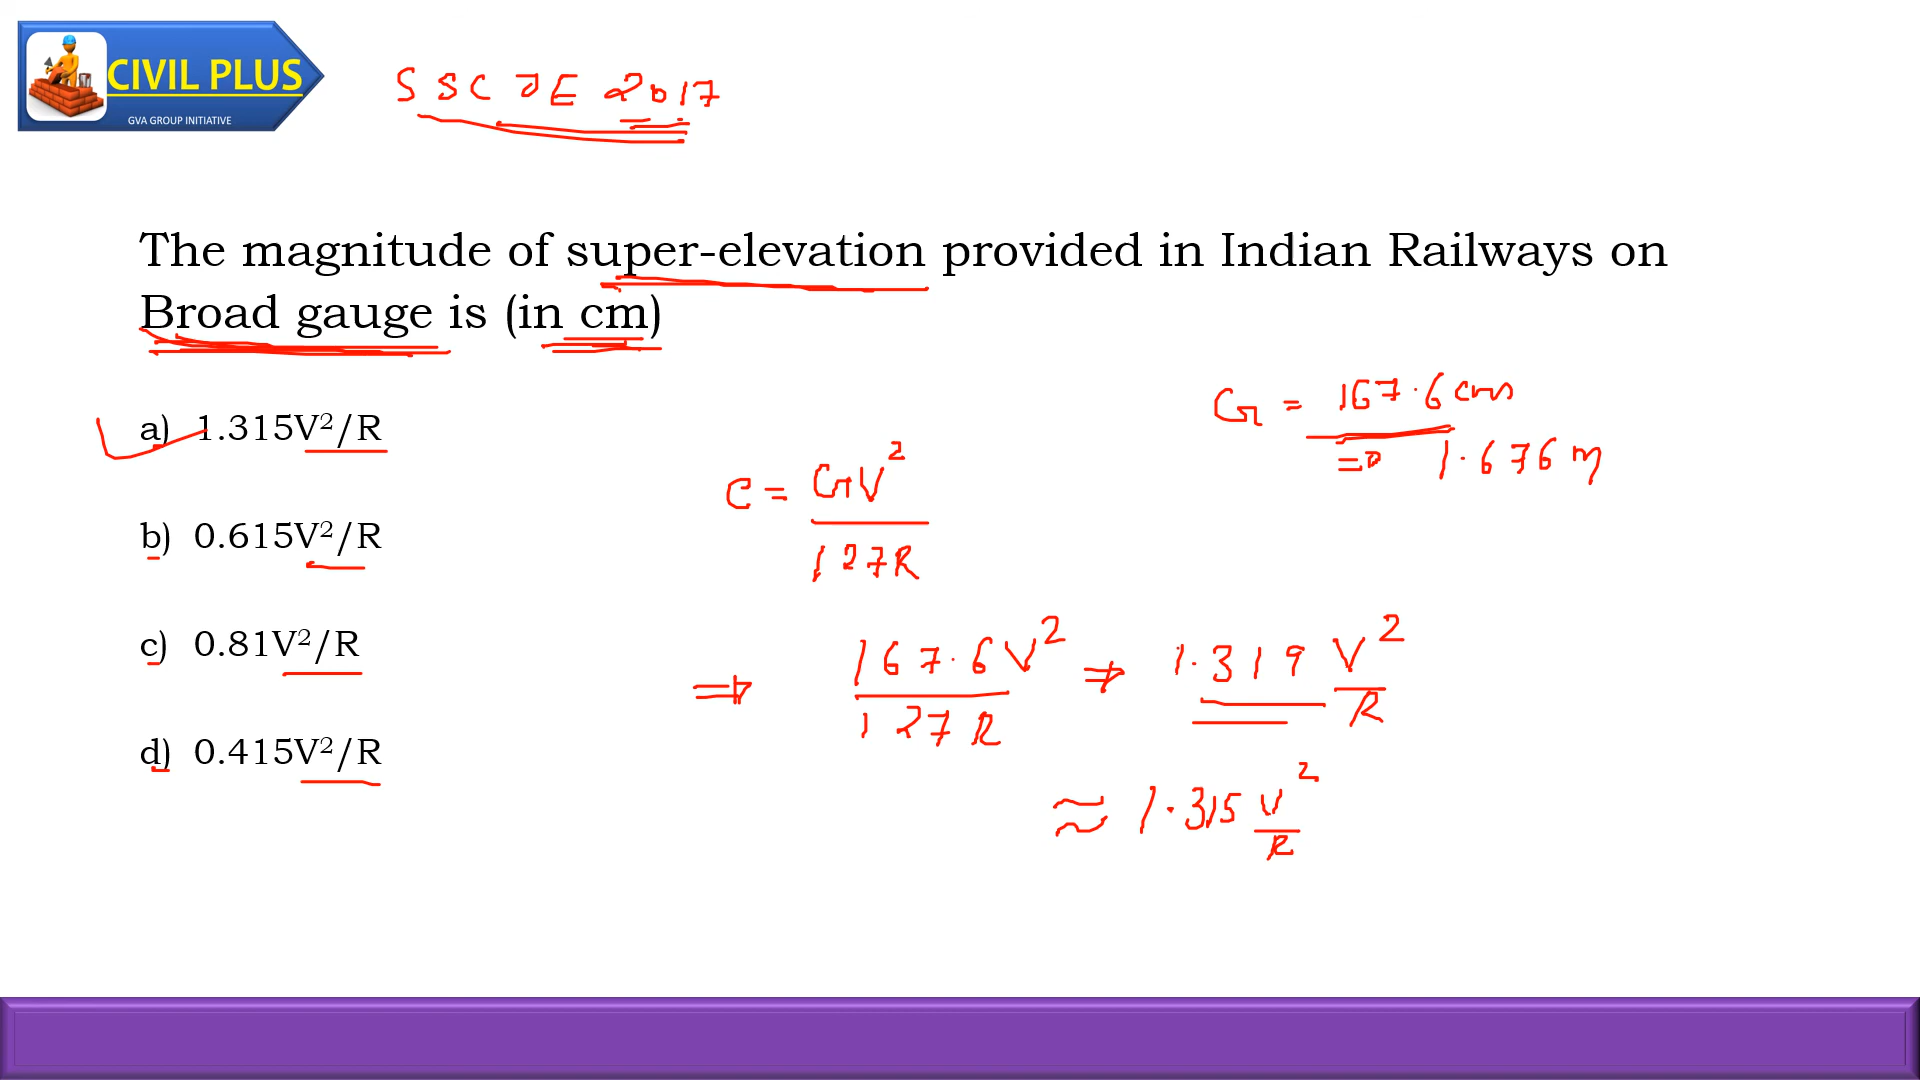 CIVIL PLUS
GVA GROUP INITIATIVE
SSC JE 2017
The magnitude of super-elevation provided in Indian Railways on
Broad gauge is (in cm)
a) 1.315V²/R
b) 0.615V²/R
c) 0.81V²/R
d) 0.415V²/R
G = 167.6 cms
⇒ 1.676 m
e = GV²
127R
⇒ 167.6V² ⇒ 1.319 V²
127R R
≈ 1.315 V²
R